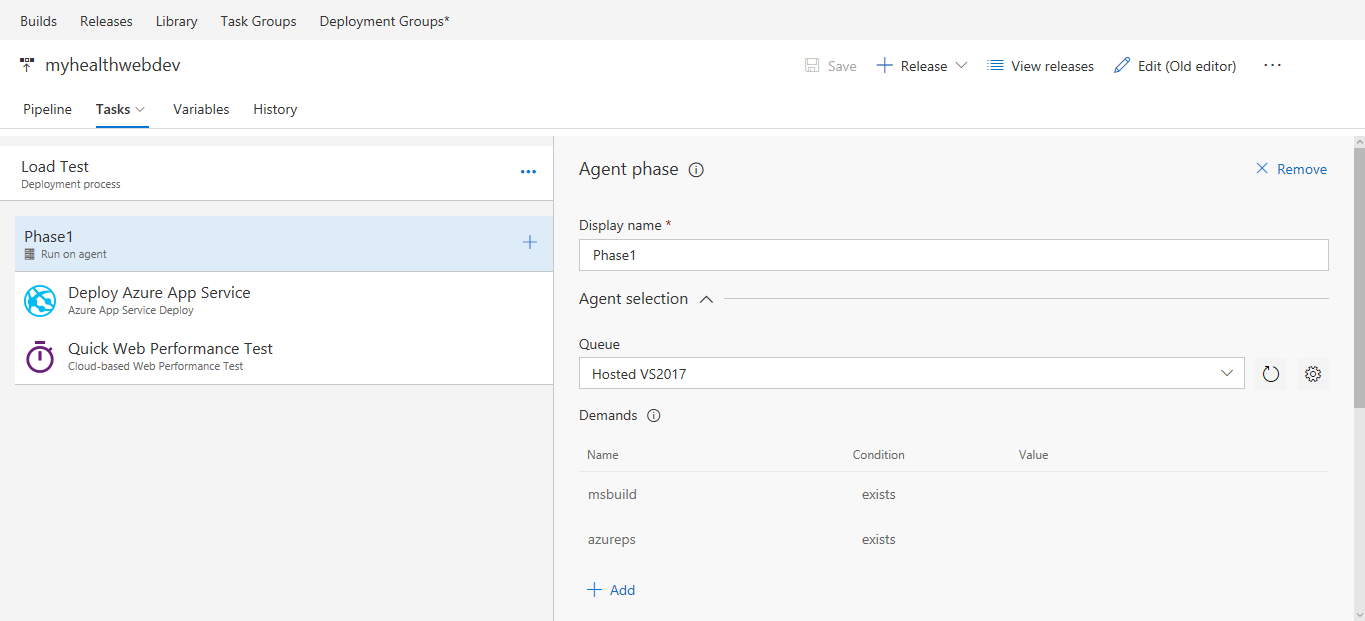 Builds Releases Library Task Groups Deployment Groups*
myhealthwebdev
Save Release View releases Edit (Old editor) ...
Pipeline Tasks Variables History
Load Test
Deployment process
...
Phase1
Run on agent
Deploy Azure App Service
Azure App Service Deploy
Quick Web Performance Test
Cloud-based Web Performance Test
Agent phase
Remove
Display name *
Phase1
Agent selection
Queue
Hosted VS2017
Demands
Name Condition Value
msbuild exists
azureps exists
Add